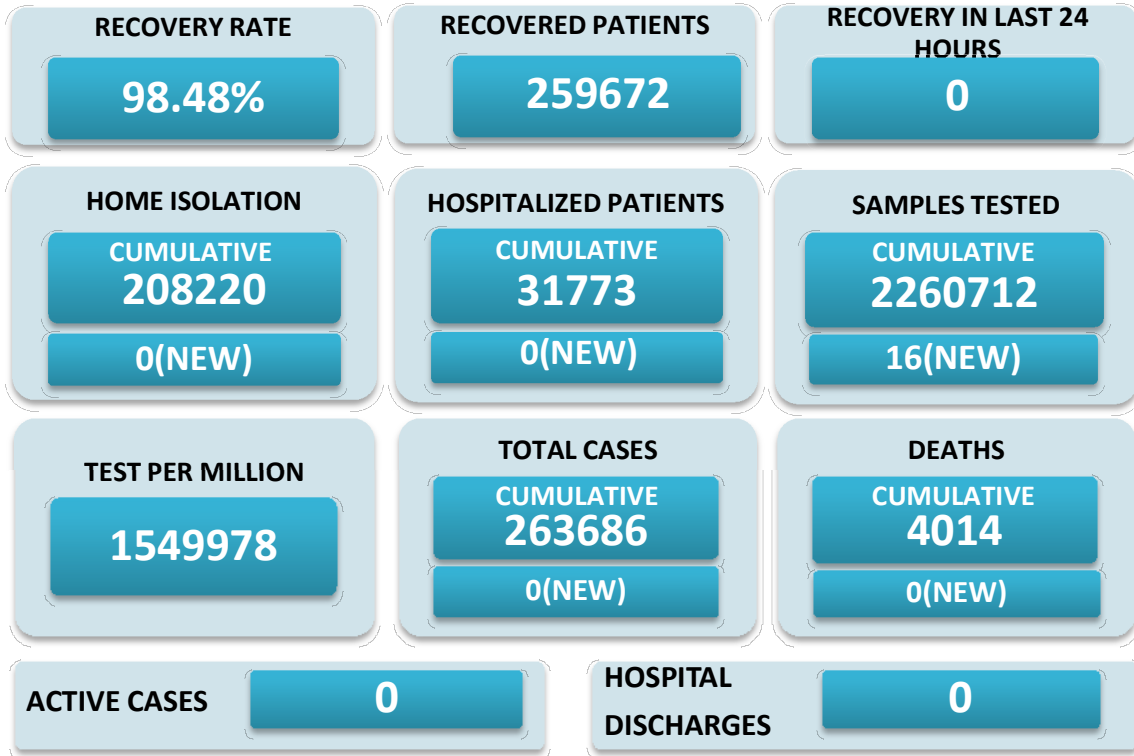 RECOVERY RATE
98.48%
RECOVERED PATIENTS
259672
RECOVERY IN LAST 24
HOURS
0
HOME ISOLATION
CUMULATIVE
208220
0(NEW)
HOSPITALIZED PATIENTS
CUMULATIVE
31773
0(NEW)
SAMPLES TESTED
CUMULATIVE
2260712
16(NEW)
TEST PER MILLION
1549978
TOTAL CASES
CUMULATIVE
263686
0(NEW)
DEATHS
CUMULATIVE
4014
0(NEW)
ACTIVE CASES
0
HOSPITAL
DISCHARGES
0